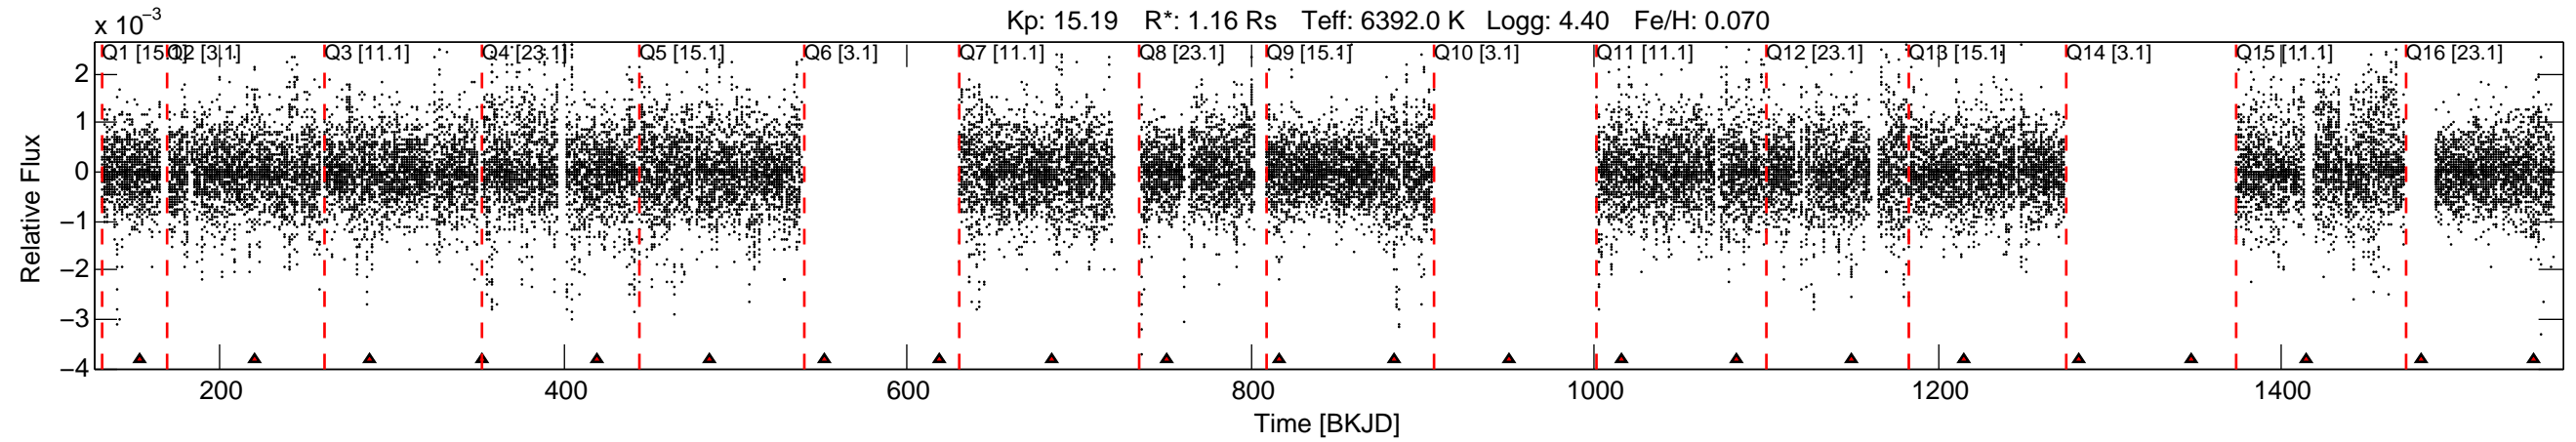 Kp: 15.19 R*: 1.16 Rs Teff: 6392.0 K Logg: 4.40 Fe/H: 0.070
x 10⁻³
Q1 [15.1] Q2 [3.1] Q3 [11.1] Q4 [23.1] Q5 [15.1] Q6 [3.1] Q7 [11.1] Q8 [23.1] Q9 [15.1] Q10 [3.1] Q11 [11.1] Q12 [23.1] Q13 [15.1] Q14 [3.1] Q15 [11.1] Q16 [23.1]
2
1
0
−1
−2
−3
−4
Relative Flux
200 400 600 800 1000 1200 1400
Time [BKJD]